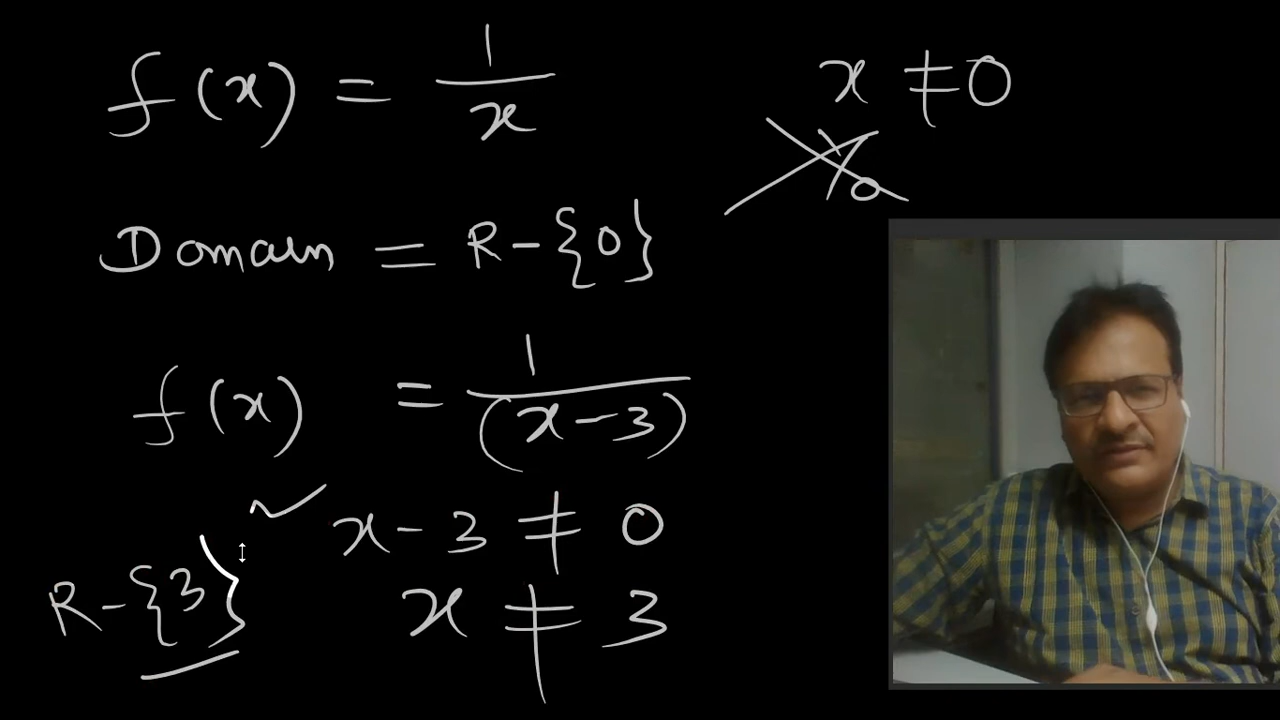 f(x) = 1/x
x ≠ 0
1/0
Domain = R-{0}
f(x) = 1/(x-3)
x-3 ≠ 0
R-{3}
x ≠ 3